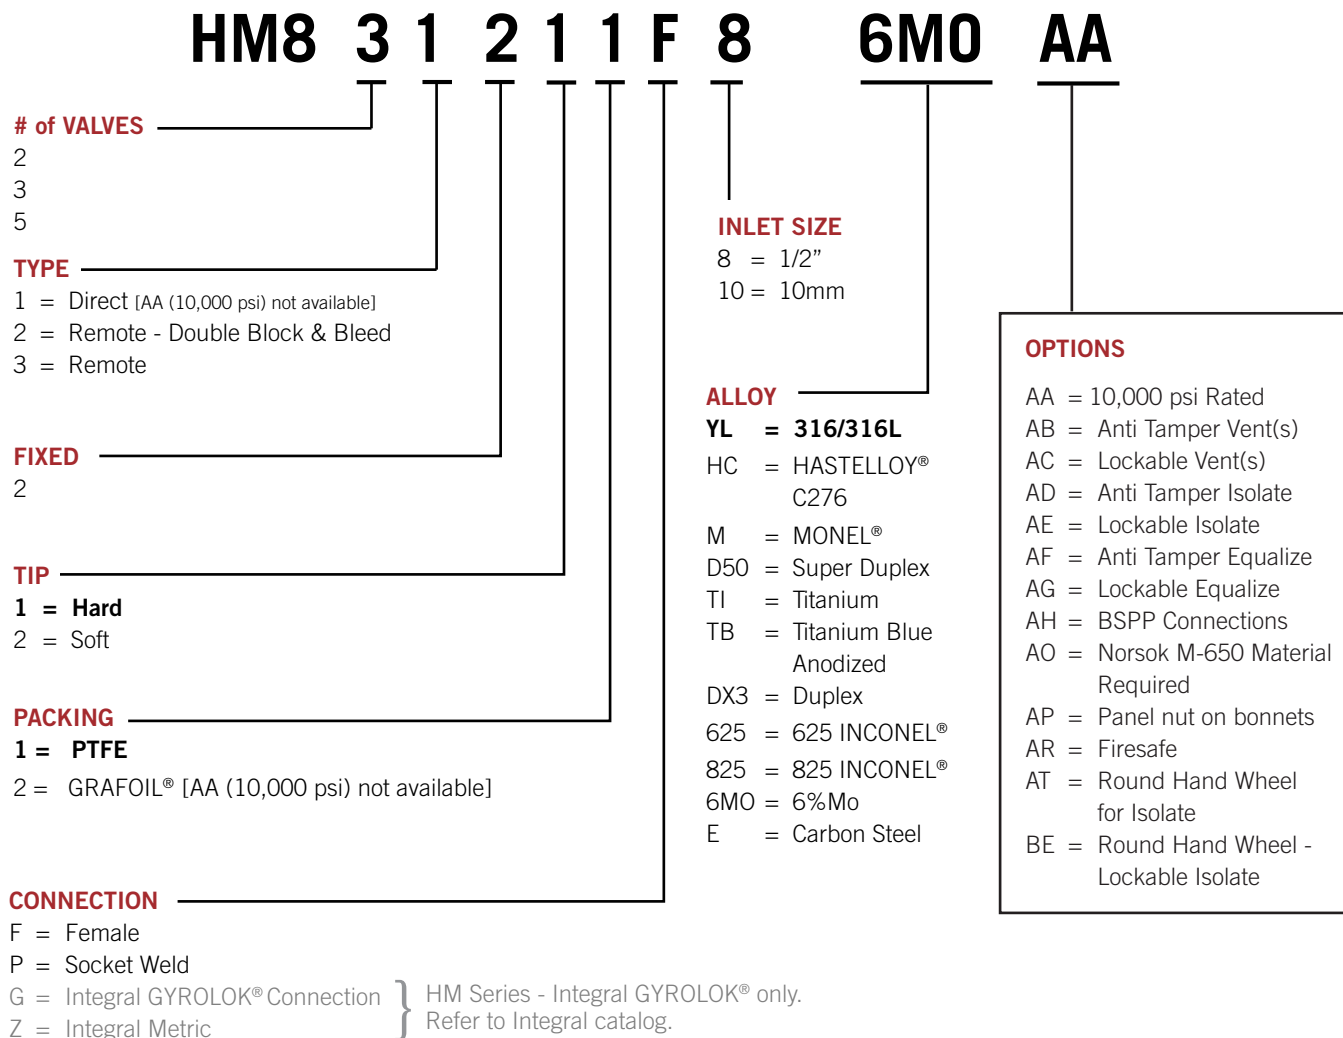 HM8 3 1 2 1 1 F 8 6MO AA
# of VALVES
2
3
5
TYPE
1 = Direct [AA (10,000 psi) not available]
2 = Remote - Double Block & Bleed
3 = Remote
FIXED
2
TIP
1 = Hard
2 = Soft
PACKING
1 = PTFE
2 = GRAFOIL® [AA (10,000 psi) not available]
CONNECTION
F = Female
P = Socket Weld
G = Integral GYROLOK® Connection
Z = Integral Metric
HM Series - Integral GYROLOK® only.
Refer to Integral catalog.
INLET SIZE
8 = 1/2”
10 = 10mm
ALLOY
YL = 316/316L
HC = HASTELLOY®
C276
M = MONEL®
D50 = Super Duplex
TI = Titanium
TB = Titanium Blue
Anodized
DX3 = Duplex
625 = 625 INCONEL®
825 = 825 INCONEL®
6MO = 6%Mo
E = Carbon Steel
OPTIONS
AA = 10,000 psi Rated
AB = Anti Tamper Vent(s)
AC = Lockable Vent(s)
AD = Anti Tamper Isolate
AE = Lockable Isolate
AF = Anti Tamper Equalize
AG = Lockable Equalize
AH = BSPP Connections
AO = Norsok M-650 Material
Required
AP = Panel nut on bonnets
AR = Firesafe
AT = Round Hand Wheel
for Isolate
BE = Round Hand Wheel -
Lockable Isolate